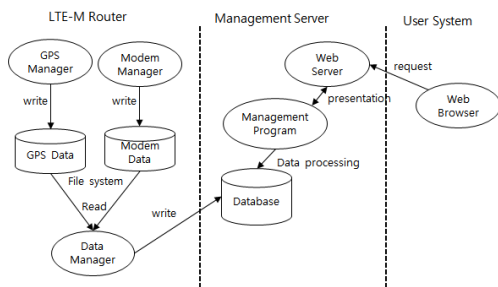 LTE-M Router
Management Server
User System
GPS
Manager
Modem
Manager
Web
Server
request
write
write
presentation
Web
Browser
Management
Program
GPS Data
Modem
Data
Data processing
File system
Read
write
Database
Data
Manager